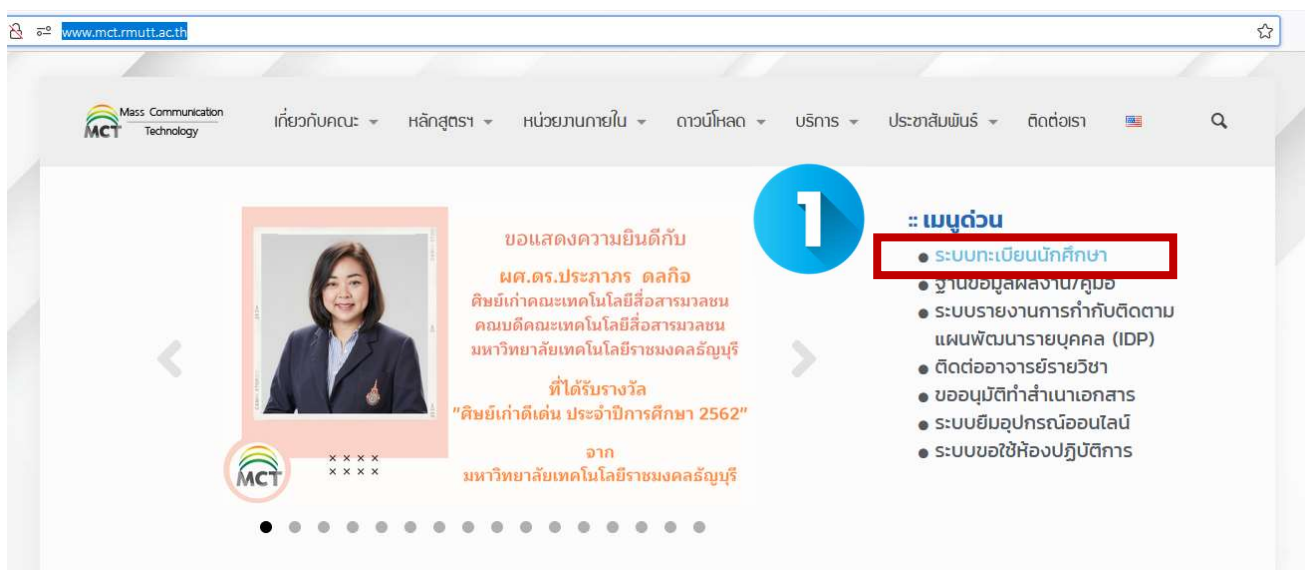 www.mct.rmutt.ac.th
Mass Communication
MCT Technology
เกี่ยวกับคณะ
หลักสูตรฯ
หน่วยงานภายใน
ดาวน์โหลด
บริการ
ประชาสัมพันธ์
ติดต่อเรา
1
ขอแสดงความยินดีกับ
ผศ.ดร.ประภาภร ดลกิจ
ศิษย์เก่าคณะเทคโนโลยีสื่อสารมวลชน
คณบดีคณะเทคโนโลยีสื่อสารมวลชน
มหาวิทยาลัยเทคโนโลยีราชมงคลธัญบุรี
ที่ได้รับรางวัล
"ศิษย์เก่าดีเด่น ประจำปีการศึกษา 2562"
จาก
มหาวิทยาลัยเทคโนโลยีราชมงคลธัญบุรี
MCT
:: เมนูด่วน
ระบบทะเบียนนักศึกษา
ฐานข้อมูลผลงาน/คู่มือ
ระบบรายงานการกำกับติดตาม
แผนพัฒนารายบุคคล (IDP)
ติดต่ออาจารย์รายวิชา
ขออนุมัติทำสำเนาเอกสาร
ระบบยืมอุปกรณ์ออนไลน์
ระบบขอใช้ห้องปฏิบัติการ